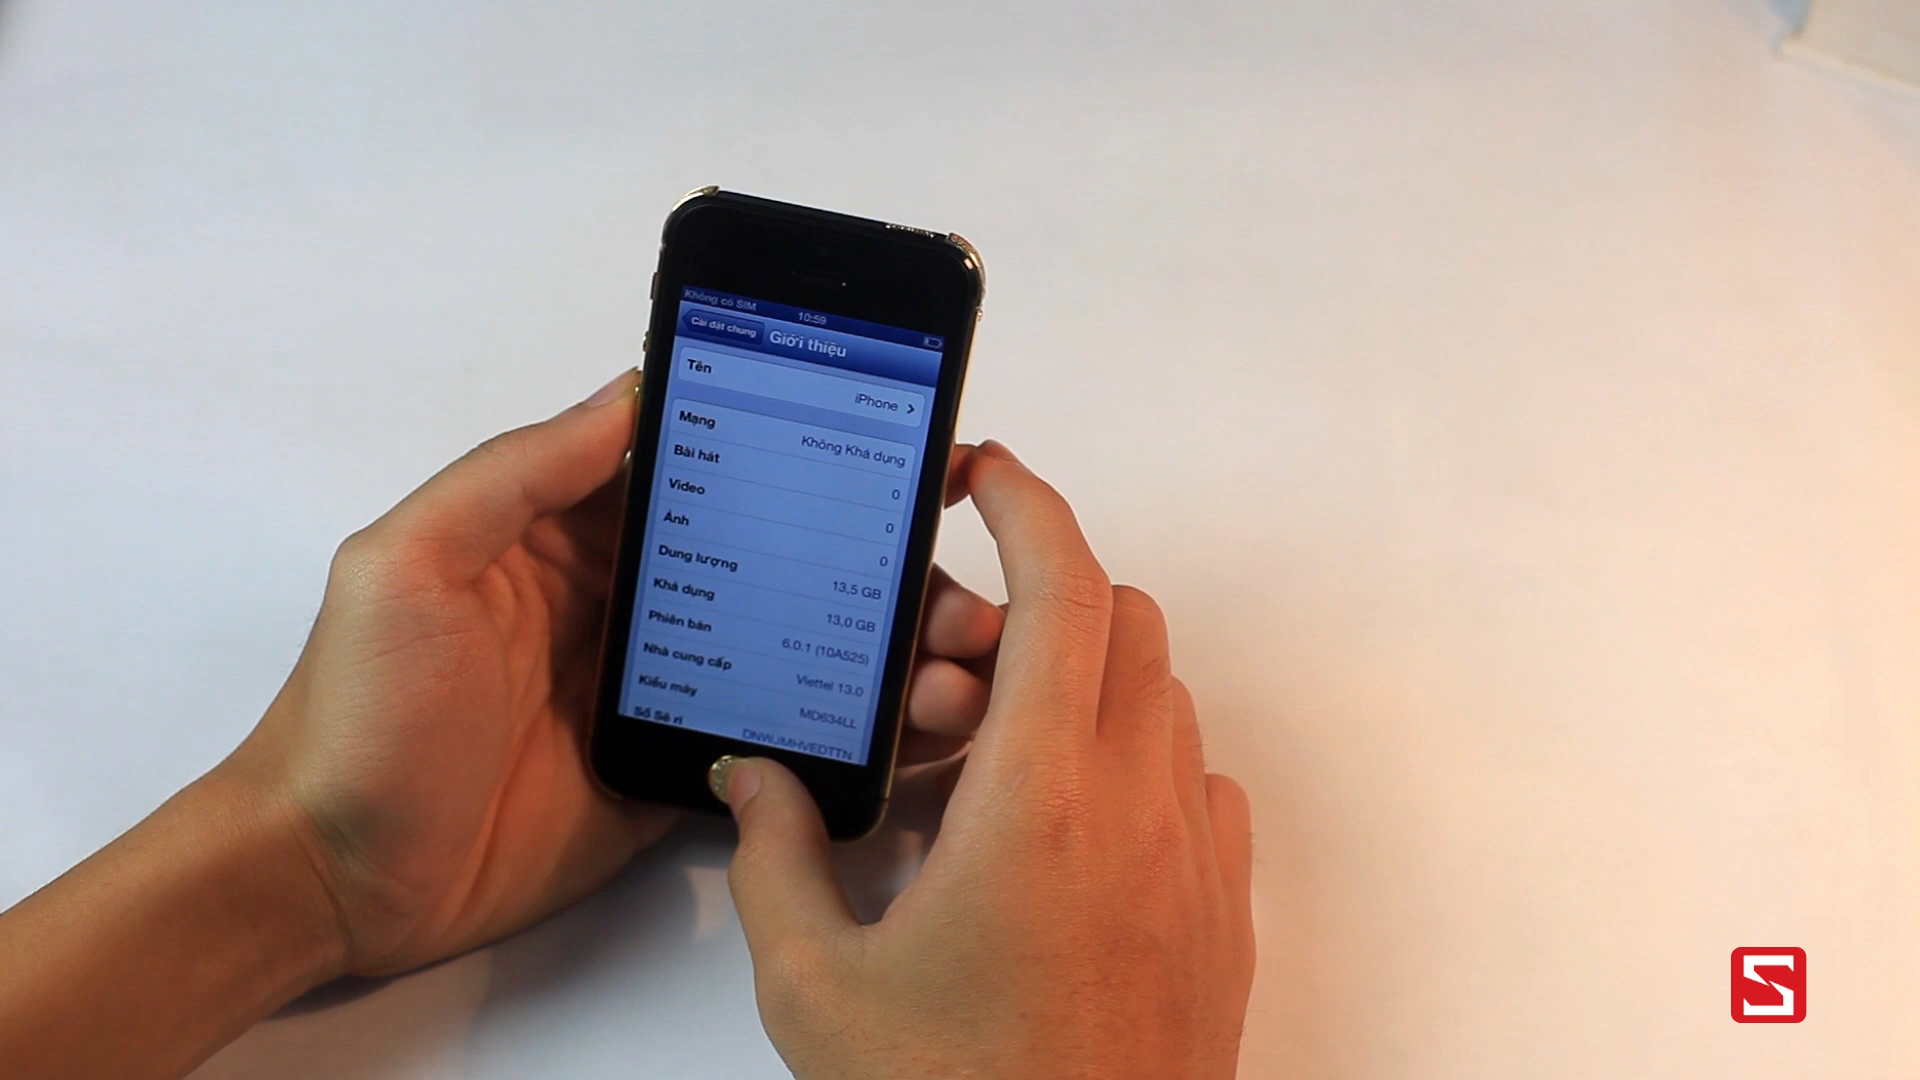 Không có SIM
10:59
Cài đặt chung
Giới thiệu
Tên
iPhone
Mạng
Không Khả dụng
Bài hát
0
Video
0
Ảnh
0
Dung lượng
13,5 GB
Khả dụng
13,0 GB
Phiên bản
6.0.1 (10A525)
Nhà cung cấp
Viettel 13.0
Kiểu máy
MD634LL
Số Sê ri
DNWJMHVEDTTN
S